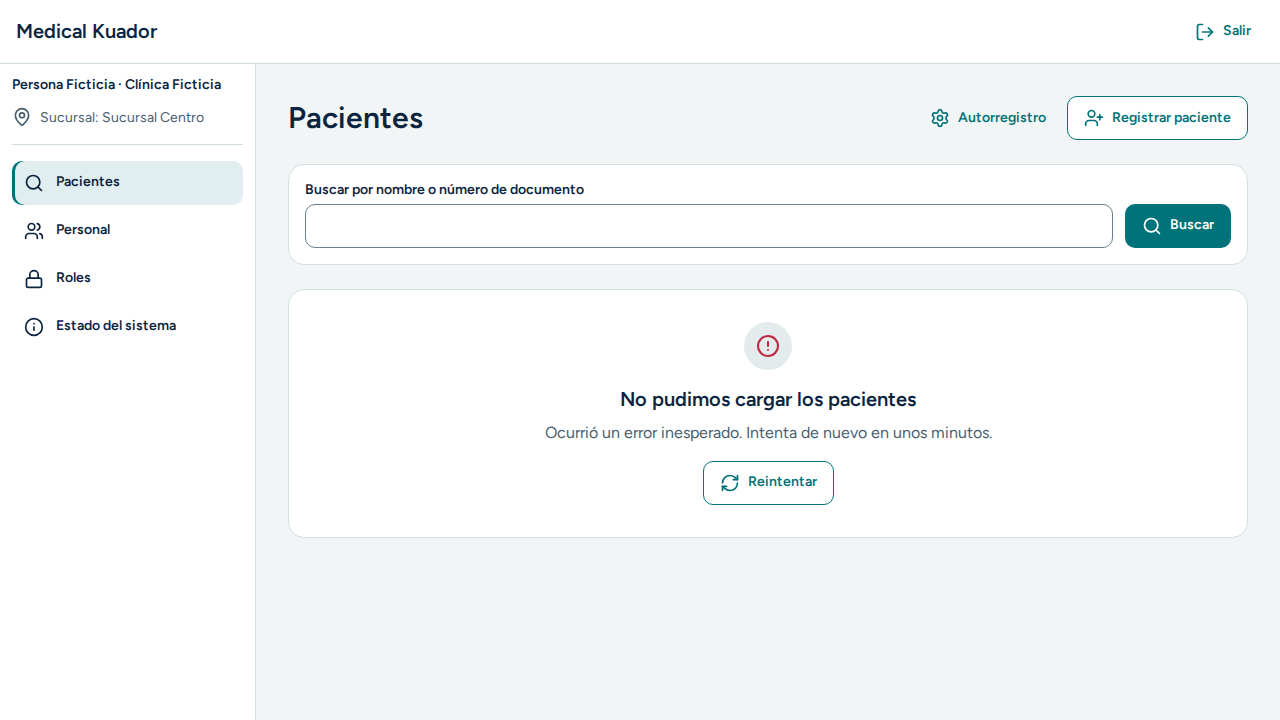 Medical Kuador
Salir
Persona Ficticia · Clínica Ficticia
Sucursal: Sucursal Centro
Pacientes
Personal
Roles
Estado del sistema
Pacientes
Autorregistro
Registrar paciente
Buscar por nombre o número de documento
Buscar
No pudimos cargar los pacientes
Ocurrió un error inesperado. Intenta de nuevo en unos minutos.
Reintentar